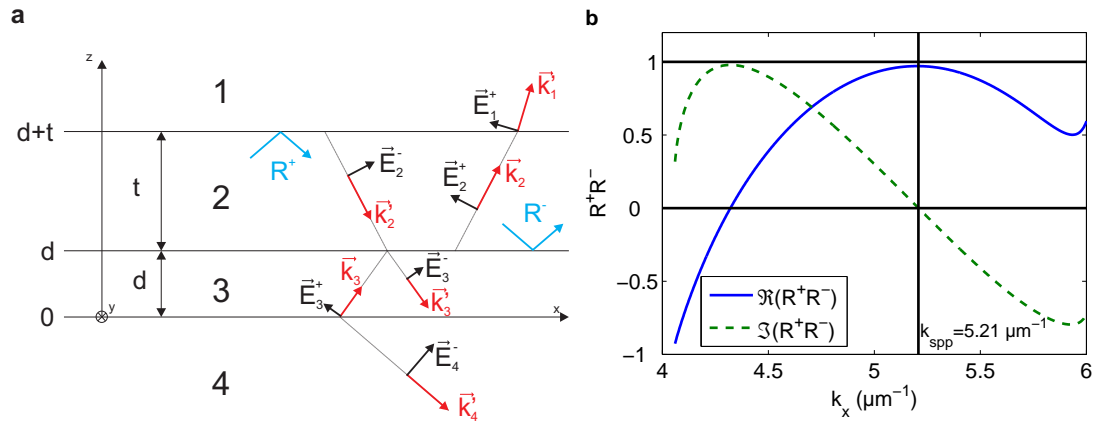 a
z
1
k⃗'₁
E⃗₁⁺
d+t
R⁺
E⃗₂⁻
t
2
E⃗₂⁺
k⃗₂
k⃗'₂
R⁻
d
d
3
k⃗₃
E⃗₃⁻
E⃗₃⁺
k⃗'₃
0
y
x
4
E⃗₄⁻
k⃗'₄
b
1
0.5
0
−0.5
−1
R⁺R⁻
ℜ(R⁺R⁻)
ℑ(R⁺R⁻)
k_spp=5.21 µm⁻¹
4 4.5 5 5.5 6
kₓ (µm⁻¹)